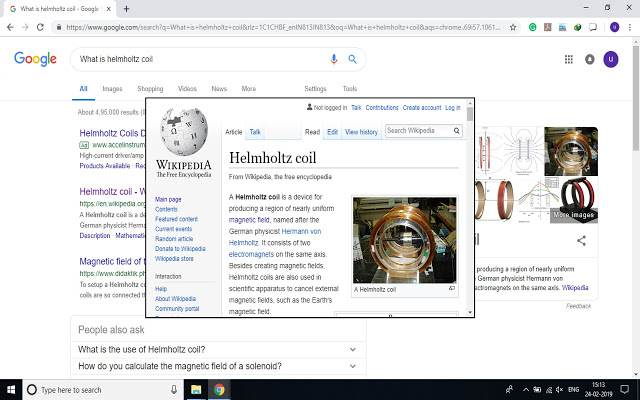 What is helmholtz coil - Google
https://www.google.com/search?q=What+is+helmholtz+coil&rlz=1C1CHBF_enIN813IN813&oq=What+is+helmholtz+coil&aqs=chrome..69i57.1061...
Google
What is helmholtz coil
u
All Images Shopping Videos News More Settings Tools
About 4,95,000 results (0
Helmholtz Coils D
Ad www.accelinstrum
High-current driver/amp
Products Available · Rec
Helmholtz coil - W
https://en.wikipedia.org
A Helmholtz coil is a de
German physicist Herm
Description · Mathema
Magnetic field of t
https://www.didaktik.ph
To setup a Helmholtz c
coils are so connected th
People also ask
What is the use of Helmholtz coil?
How do you calculate the magnetic field of a solenoid?
WIKIPEDIA
The Free Encyclopedia
Main page
Contents
Featured content
Current events
Random article
Donate to Wikipedia
Wikipedia store
Interaction
Help
About Wikipedia
Community portal
Not logged in Talk Contributions Create account Log in
Article Talk Read Edit View history Search Wikipedia
Helmholtz coil
From Wikipedia, the free encyclopedia
A Helmholtz coil is a device for
producing a region of nearly uniform
magnetic field, named after the
German physicist Hermann von
Helmholtz. It consists of two
electromagnets on the same axis.
Besides creating magnetic fields,
Helmholtz coils are also used in
scientific apparatus to cancel external
magnetic fields, such as the Earth's
magnetic field.
A Helmholtz coil
More images
producing a region of nearly uniform
German physicist Hermann von
electromagnets on the same axis. Wikipedia
Feedback
Type here to search
ENG
15:13
24-02-2019